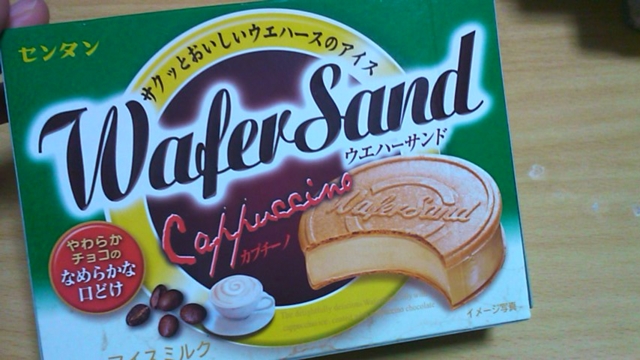 センタン
サクッとおいしいウエハースのアイス
WaferSand
ウエハーサンド
Cappuccino
カプチーノ
WaferSand
やわらか
チョコの
なめらかな
口どけ
イメージ写真
アイスミルク